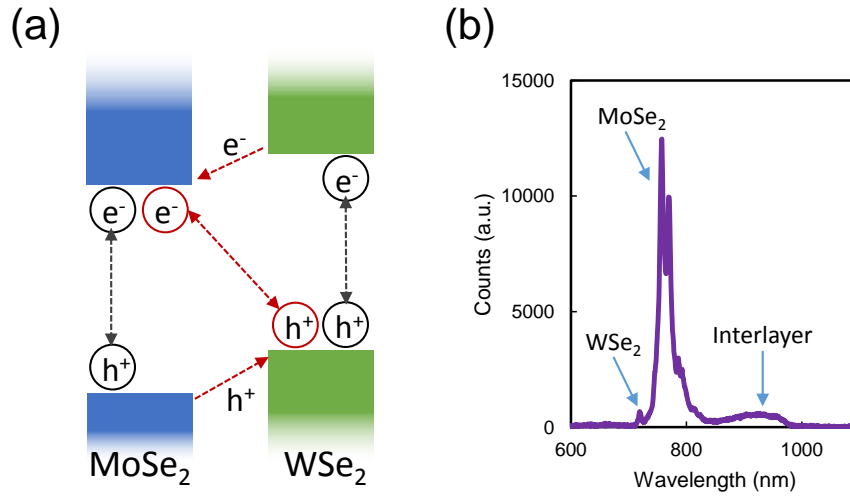 (a)
e⁻
e⁻
e⁻
e⁻
h⁺
h⁺
h⁺
h⁺
MoSe₂
WSe₂
(b)
15000
10000
5000
0
Counts (a.u.)
MoSe₂
WSe₂
Interlayer
600
800
1000
Wavelength (nm)